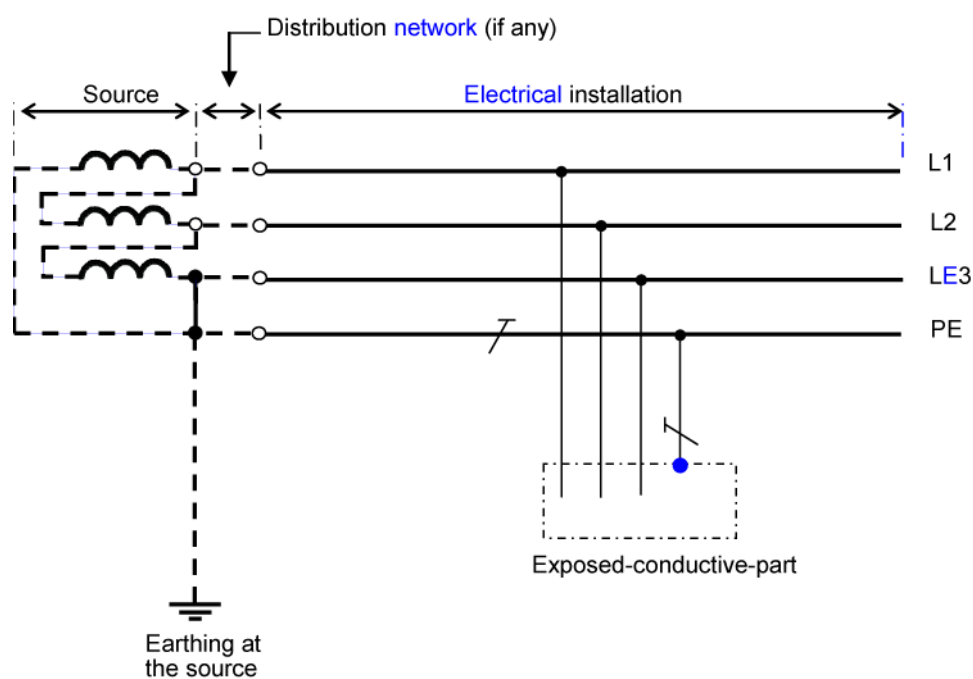 Distribution network (if any)
Source
Electrical installation
L1
L2
LE3
PE
Exposed-conductive-part
Earthing at
the source